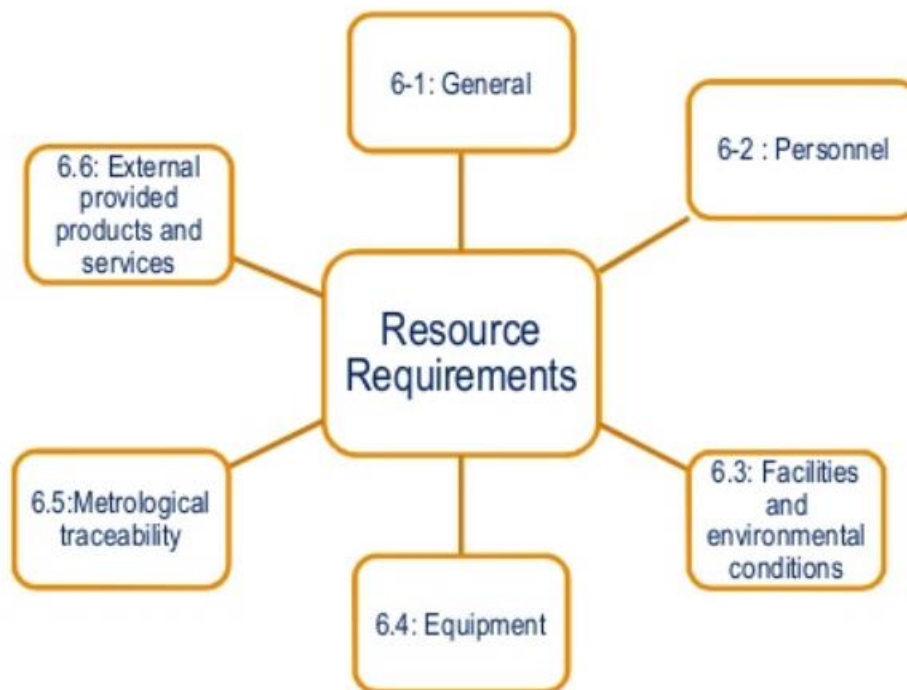 6-1: General
6-2 : Personnel
6.6: External
provided
products and
services
Resource
Requirements
6.3: Facilities
and
environmental
conditions
6.5:Metrological
traceability
6.4: Equipment